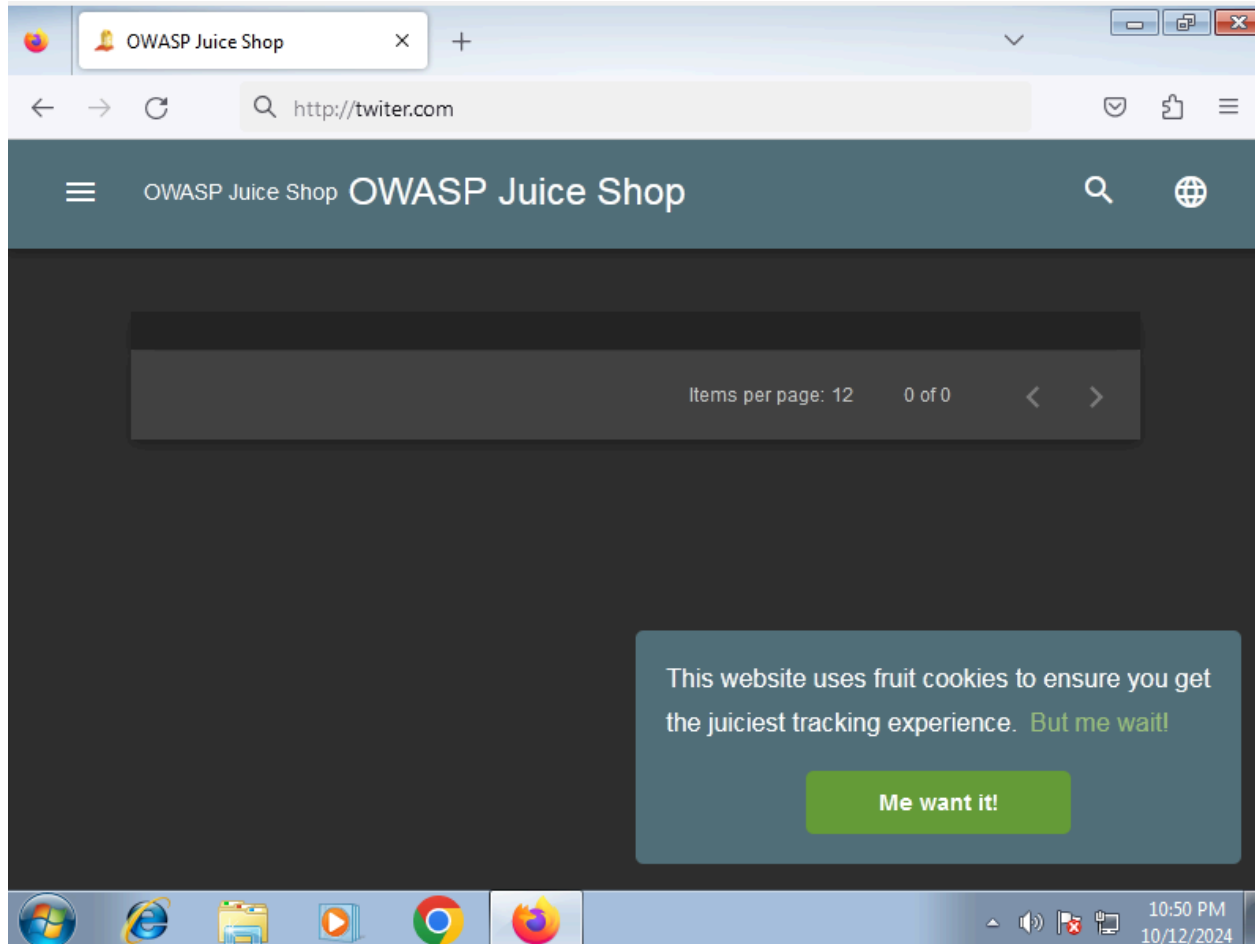 OWASP Juice Shop
http://twiter.com
OWASP Juice Shop OWASP Juice Shop
Items per page: 12 0 of 0
This website uses fruit cookies to ensure you get
the juiciest tracking experience. But me wait!
Me want it!
10:50 PM
10/12/2024